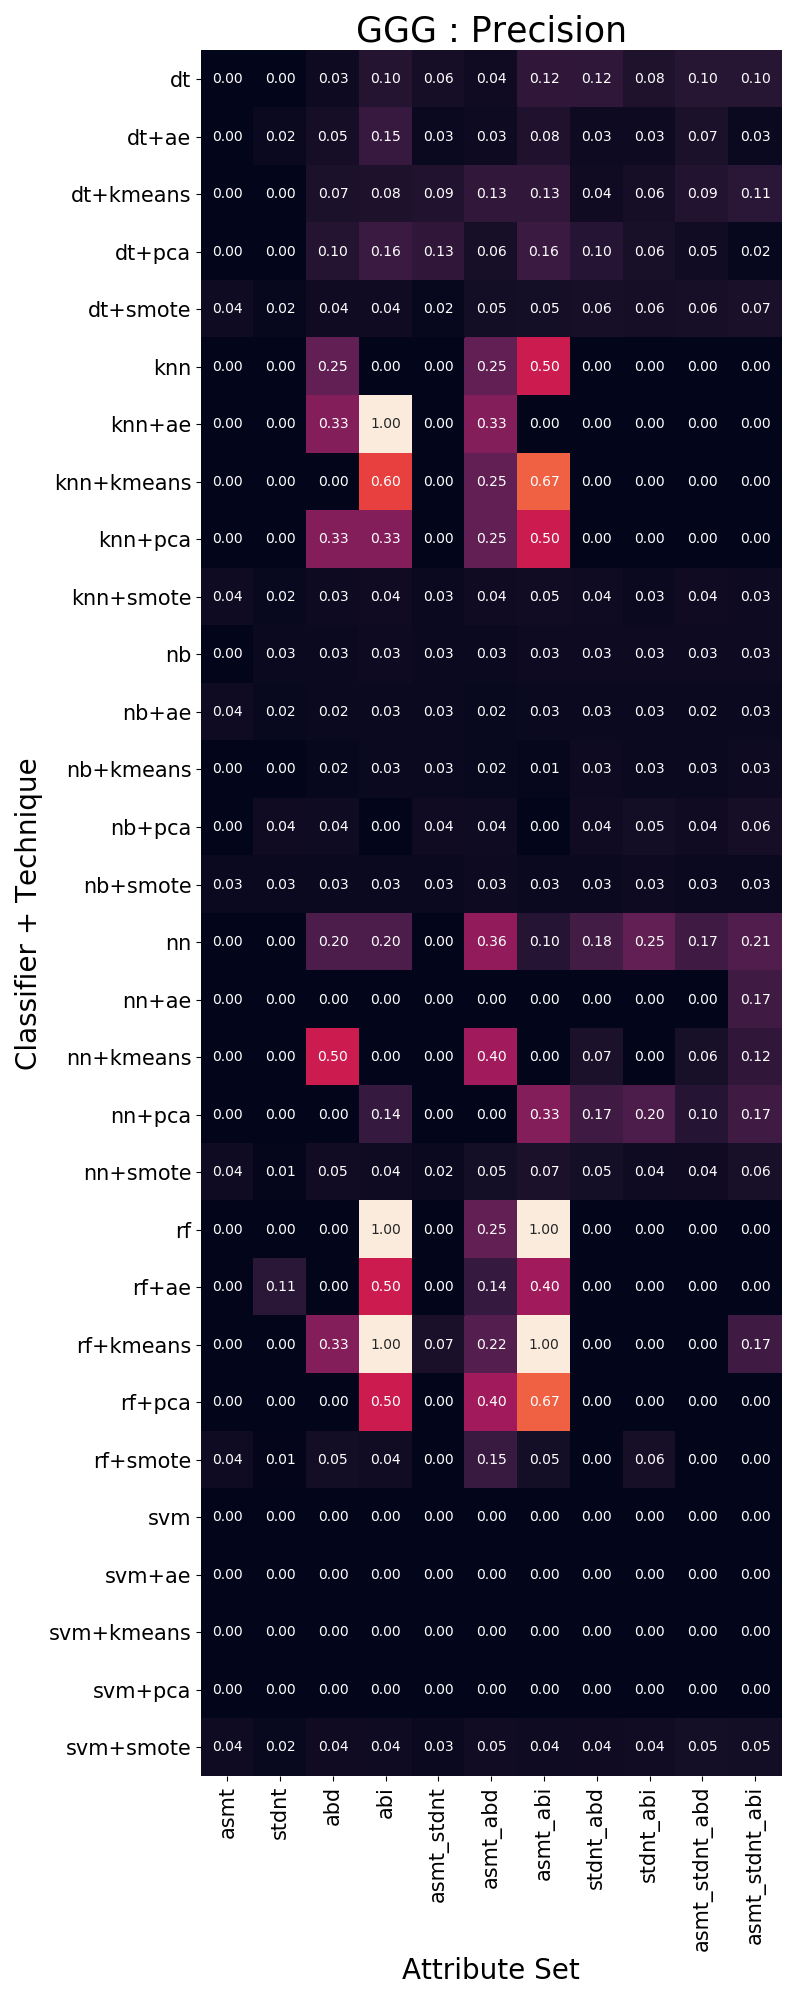 GGG : Precision
dt 0.00 0.00 0.03 0.10 0.06 0.04 0.12 0.12 0.08 0.10 0.10
dt+ae 0.00 0.02 0.05 0.15 0.03 0.03 0.08 0.03 0.03 0.07 0.03
dt+kmeans 0.00 0.00 0.07 0.08 0.09 0.13 0.13 0.04 0.06 0.09 0.11
dt+pca 0.00 0.00 0.10 0.16 0.13 0.06 0.16 0.10 0.06 0.05 0.02
dt+smote 0.04 0.02 0.04 0.04 0.02 0.05 0.05 0.06 0.06 0.06 0.07
knn 0.00 0.00 0.25 0.00 0.00 0.25 0.50 0.00 0.00 0.00 0.00
knn+ae 0.00 0.00 0.33 1.00 0.00 0.33 0.00 0.00 0.00 0.00 0.00
knn+kmeans 0.00 0.00 0.00 0.60 0.00 0.25 0.67 0.00 0.00 0.00 0.00
knn+pca 0.00 0.00 0.33 0.33 0.00 0.25 0.50 0.00 0.00 0.00 0.00
knn+smote 0.04 0.02 0.03 0.04 0.03 0.04 0.05 0.04 0.03 0.04 0.03
nb 0.00 0.03 0.03 0.03 0.03 0.03 0.03 0.03 0.03 0.03 0.03
nb+ae 0.04 0.02 0.02 0.03 0.03 0.02 0.03 0.03 0.03 0.02 0.03
nb+kmeans 0.00 0.00 0.02 0.03 0.03 0.02 0.01 0.03 0.03 0.03 0.03
nb+pca 0.00 0.04 0.04 0.00 0.04 0.04 0.00 0.04 0.05 0.04 0.06
nb+smote 0.03 0.03 0.03 0.03 0.03 0.03 0.03 0.03 0.03 0.03 0.03
nn 0.00 0.00 0.20 0.20 0.00 0.36 0.10 0.18 0.25 0.17 0.21
nn+ae 0.00 0.00 0.00 0.00 0.00 0.00 0.00 0.00 0.00 0.00 0.17
nn+kmeans 0.00 0.00 0.50 0.00 0.00 0.40 0.00 0.07 0.00 0.06 0.12
nn+pca 0.00 0.00 0.00 0.14 0.00 0.00 0.33 0.17 0.20 0.10 0.17
nn+smote 0.04 0.01 0.05 0.04 0.02 0.05 0.07 0.05 0.04 0.04 0.06
rf 0.00 0.00 0.00 1.00 0.00 0.25 1.00 0.00 0.00 0.00 0.00
rf+ae 0.00 0.11 0.00 0.50 0.00 0.14 0.40 0.00 0.00 0.00 0.00
rf+kmeans 0.00 0.00 0.33 1.00 0.07 0.22 1.00 0.00 0.00 0.00 0.17
rf+pca 0.00 0.00 0.00 0.50 0.00 0.40 0.67 0.00 0.00 0.00 0.00
rf+smote 0.04 0.01 0.05 0.04 0.00 0.15 0.05 0.00 0.06 0.00 0.00
svm 0.00 0.00 0.00 0.00 0.00 0.00 0.00 0.00 0.00 0.00 0.00
svm+ae 0.00 0.00 0.00 0.00 0.00 0.00 0.00 0.00 0.00 0.00 0.00
svm+kmeans 0.00 0.00 0.00 0.00 0.00 0.00 0.00 0.00 0.00 0.00 0.00
svm+pca 0.00 0.00 0.00 0.00 0.00 0.00 0.00 0.00 0.00 0.00 0.00
svm+smote 0.04 0.02 0.04 0.04 0.03 0.05 0.04 0.04 0.04 0.05 0.05
Classifier + Technique
asmt
stdnt
abd
abi
asmt_stdnt
asmt_abd
asmt_abi
stdnt_abd
stdnt_abi
asmt_stdnt_abd
asmt_stdnt_abi
Attribute Set